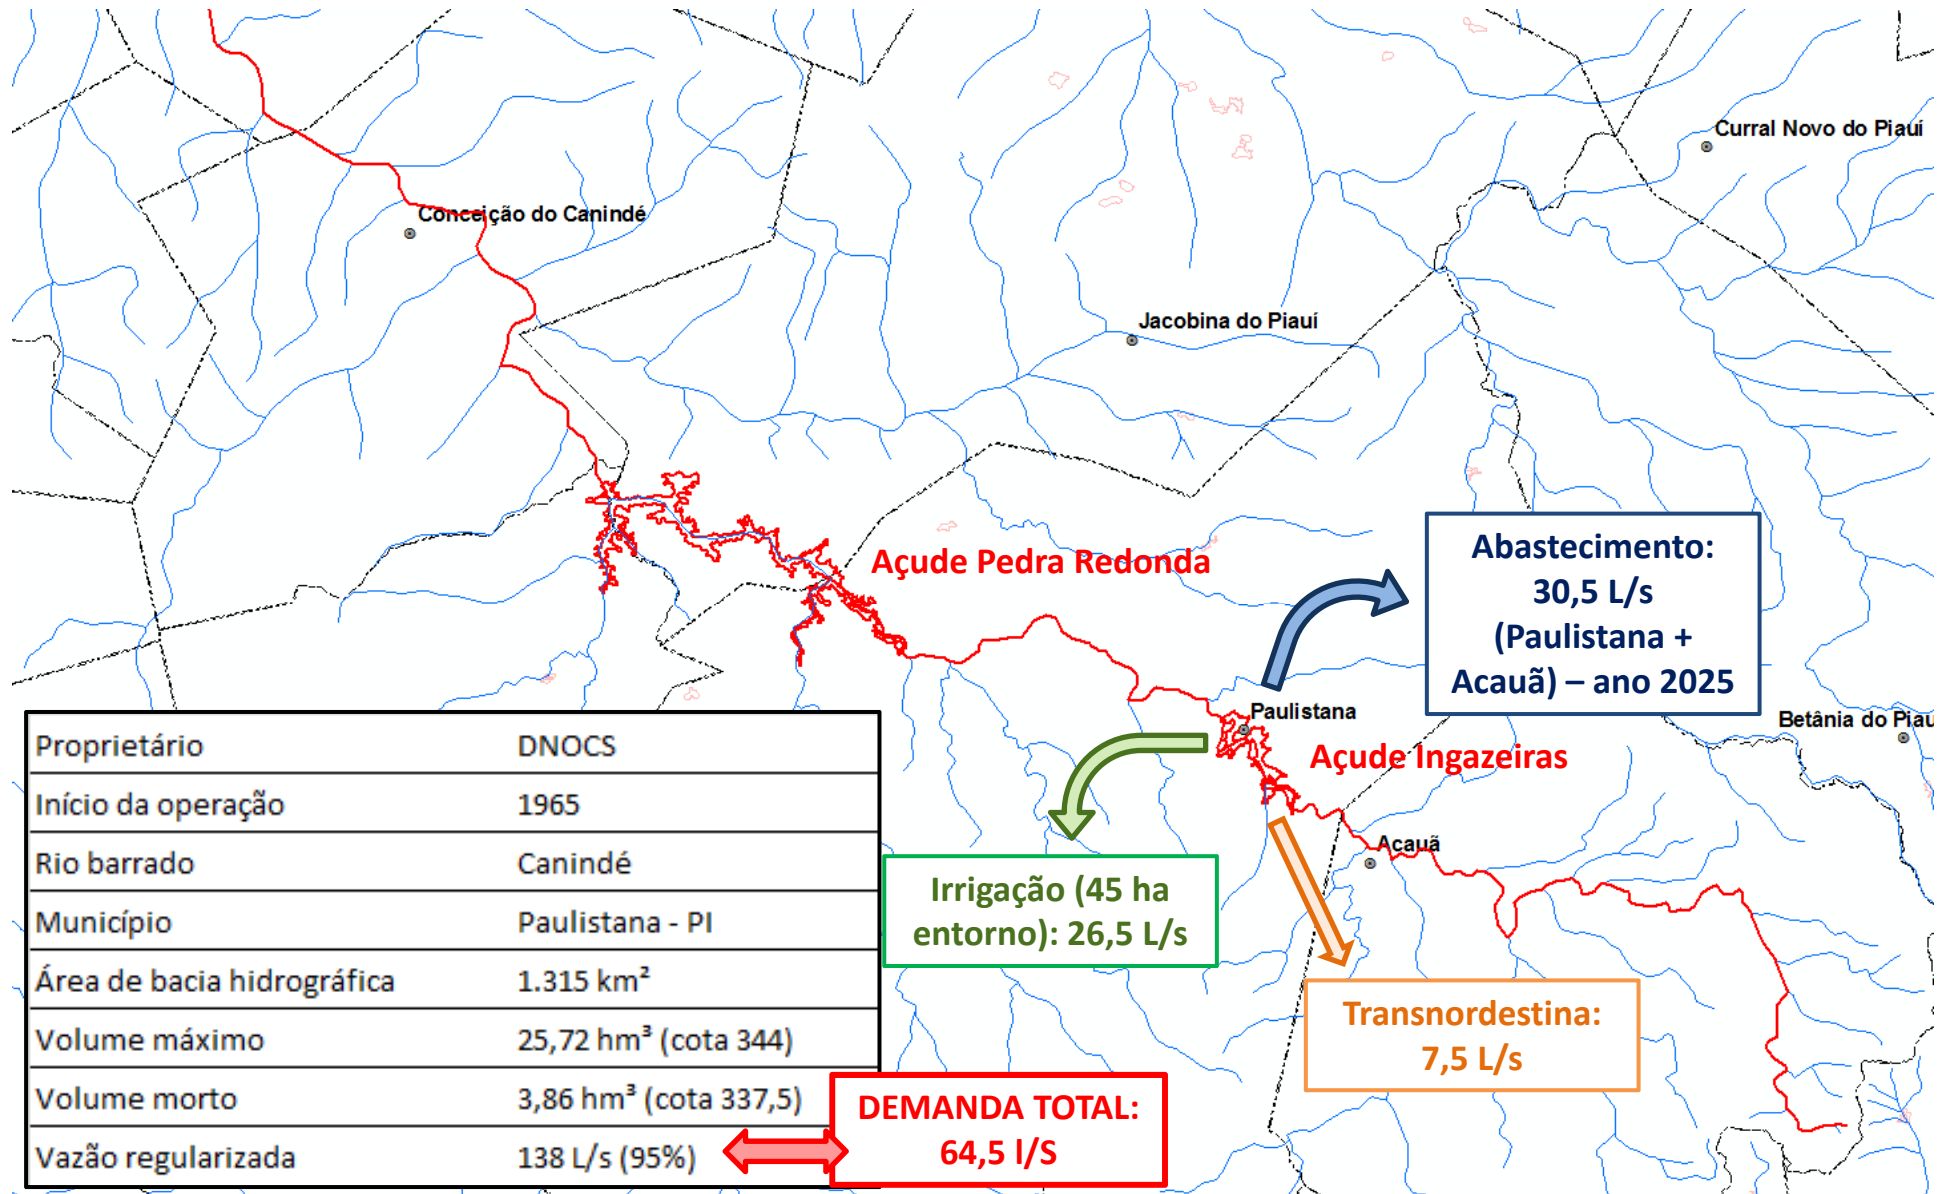 Curral Novo do Piauí
Conceição do Canindé
Jacobina do Piauí
Açude Pedra Redonda
Abastecimento:
30,5 L/s
(Paulistana +
Acauã) – ano 2025
Paulistana
Betânia do Piau
Açude Ingazeiras
Acauã
Irrigação (45 ha
entorno): 26,5 L/s
Transnordestina:
7,5 L/s
Proprietário DNOCS
Início da operação 1965
Rio barrado Canindé
Município Paulistana - PI
Área de bacia hidrográfica 1.315 km²
Volume máximo 25,72 hm³ (cota 344)
Volume morto 3,86 hm³ (cota 337,5)
Vazão regularizada 138 L/s (95%)
DEMANDA TOTAL:
64,5 l/S